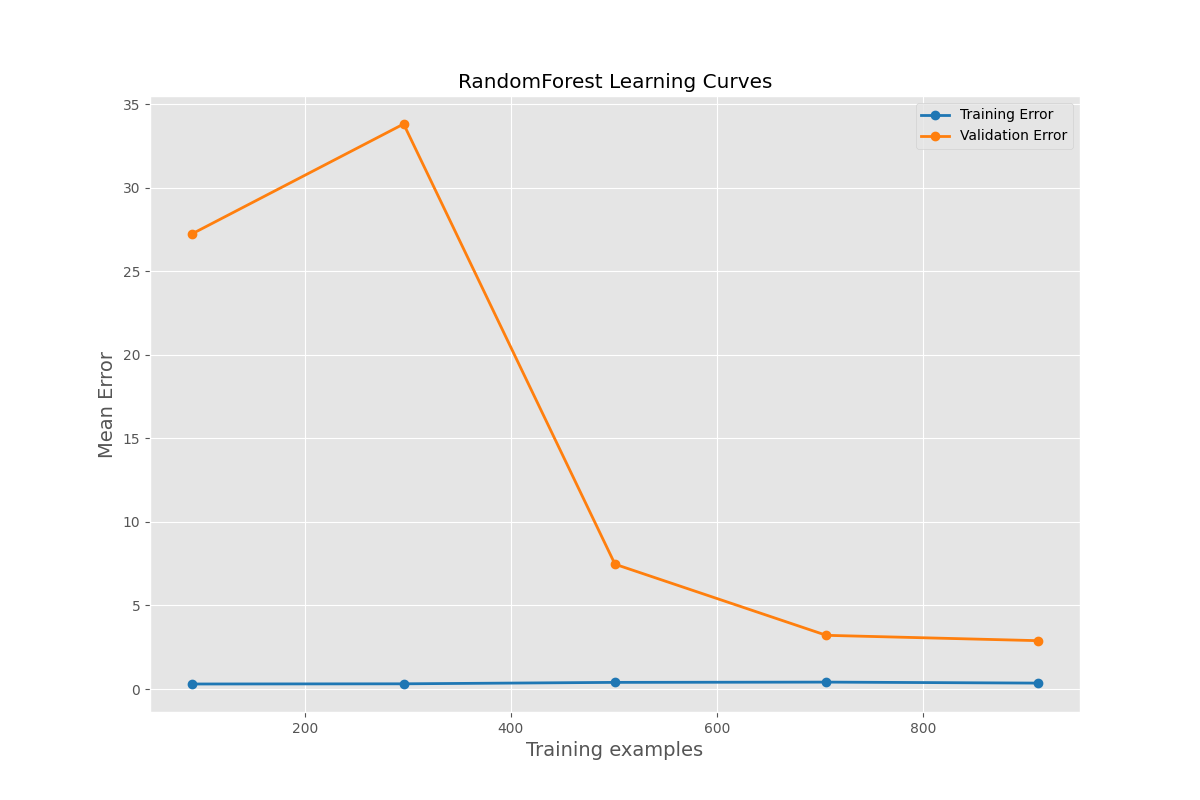 RandomForest Learning Curves
Training Error
Validation Error
35
30
25
20
15
10
5
0
Mean Error
200 400 600 800
Training examples